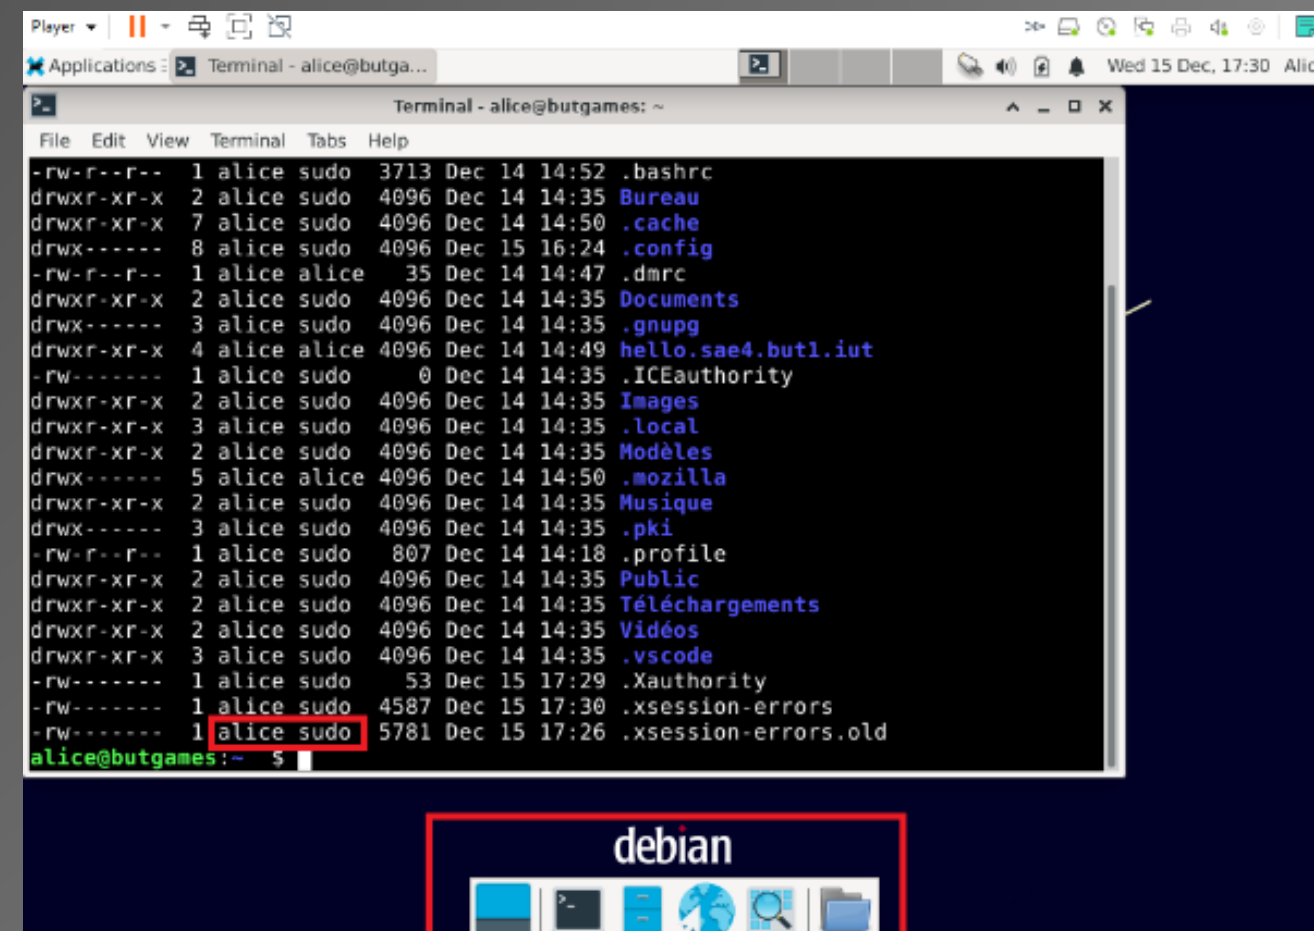 Player
Applications Terminal - alice@butga... Wed 15 Dec, 17:30 Alic
Terminal - alice@butgames: ~
File Edit View Terminal Tabs Help
-rw-r--r-- 1 alice sudo 3713 Dec 14 14:52 .bashrc
drwxr-xr-x 2 alice sudo 4096 Dec 14 14:35 Bureau
drwxr-xr-x 7 alice sudo 4096 Dec 14 14:50 .cache
drwx------ 8 alice sudo 4096 Dec 15 16:24 .config
-rw-r--r-- 1 alice alice 35 Dec 14 14:47 .dmrc
drwxr-xr-x 2 alice sudo 4096 Dec 14 14:35 Documents
drwx------ 3 alice sudo 4096 Dec 14 14:35 .gnupg
drwxr-xr-x 4 alice alice 4096 Dec 14 14:49 hello.sae4.but1.iut
-rw------- 1 alice sudo 0 Dec 14 14:35 .ICEauthority
drwxr-xr-x 2 alice sudo 4096 Dec 14 14:35 Images
drwxr-xr-x 3 alice sudo 4096 Dec 14 14:35 .local
drwxr-xr-x 2 alice sudo 4096 Dec 14 14:35 Modèles
drwx------ 5 alice alice 4096 Dec 14 14:50 .mozilla
drwxr-xr-x 2 alice sudo 4096 Dec 14 14:35 Musique
drwx------ 3 alice sudo 4096 Dec 14 14:35 .pki
-rw-r--r-- 1 alice sudo 807 Dec 14 14:18 .profile
drwxr-xr-x 2 alice sudo 4096 Dec 14 14:35 Public
drwxr-xr-x 2 alice sudo 4096 Dec 14 14:35 Téléchargements
drwxr-xr-x 2 alice sudo 4096 Dec 14 14:35 Vidéos
drwxr-xr-x 3 alice sudo 4096 Dec 14 14:35 .vscode
-rw------- 1 alice sudo 53 Dec 15 17:29 .Xauthority
-rw------- 1 alice sudo 4587 Dec 15 17:30 .xsession-errors
-rw------- 1 alice sudo 5781 Dec 15 17:26 .xsession-errors.old
alice@butgames:~ $
debian